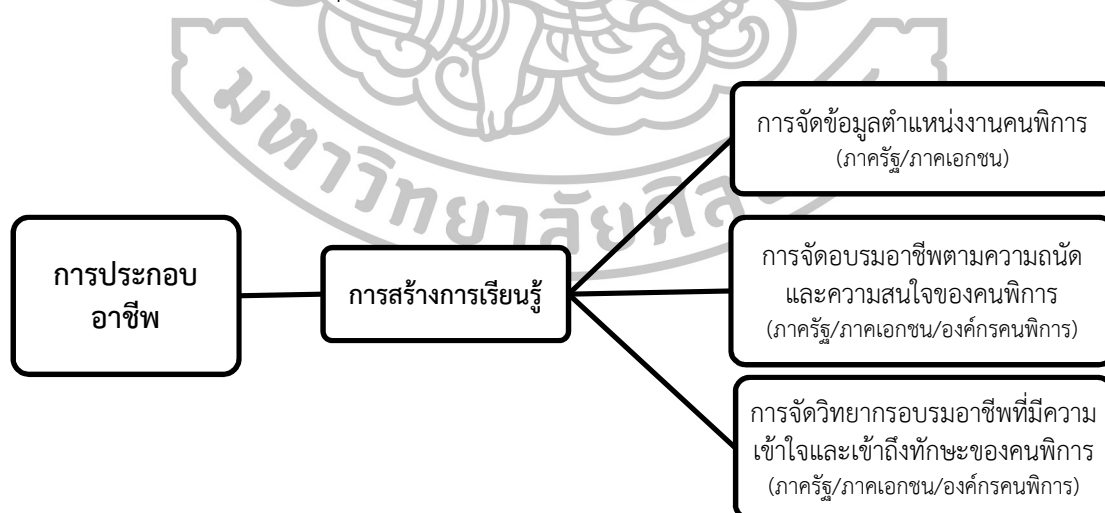 การประกอบ
อาชีพ
การสร้างการเรียนรู้
การจัดข้อมูลตำแหน่งงานคนพิการ
(ภาครัฐ/ภาคเอกชน)
การจัดอบรมอาชีพตามความถนัด
และความสนใจของคนพิการ
(ภาครัฐ/ภาคเอกชน/องค์กรคนพิการ)
การจัดวิทยากรอบรมอาชีพที่มีความ
เข้าใจและเข้าถึงทักษะของคนพิการ
(ภาครัฐ/ภาคเอกชน/องค์กรคนพิการ)